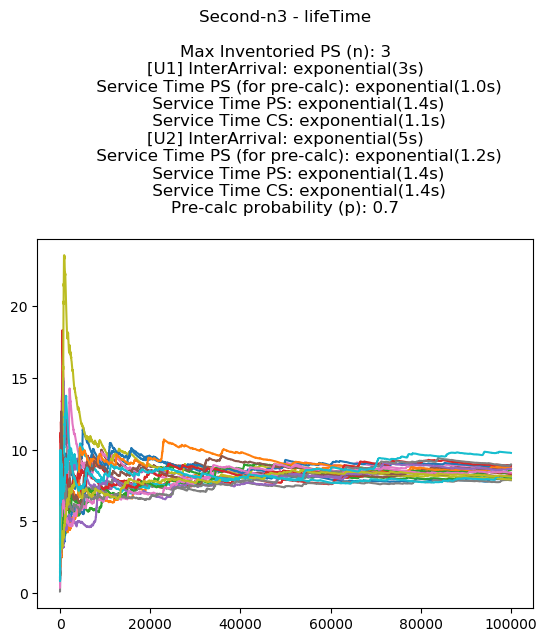 Second-n3 - lifeTime
Max Inventoried PS (n): 3
[U1] InterArrival: exponential(3s)
Service Time PS (for pre-calc): exponential(1.0s)
Service Time PS: exponential(1.4s)
Service Time CS: exponential(1.1s)
[U2] InterArrival: exponential(5s)
Service Time PS (for pre-calc): exponential(1.2s)
Service Time PS: exponential(1.4s)
Service Time CS: exponential(1.4s)
Pre-calc probability (p): 0.7
20
15
10
5
0
0 20000 40000 60000 80000 100000